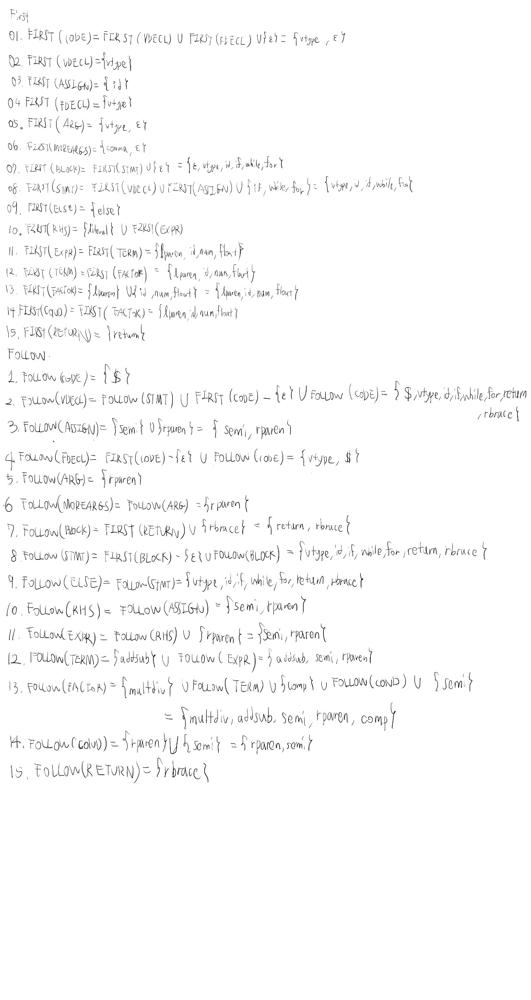 First
01. FIRST (CODE) = FIRST (VDECL) ∪ FIRST (FDECL) ∪ {ε} = {vtype, ε}
02. FIRST (VDECL) = {vtype}
03. FIRST (ASSIGN) = {id}
04 FIRST (FDECL) = {vtype}
05. FIRST (ARG) = {vtype, ε}
06. FIRST(MOREARGS) = {comma, ε}
07. FIRST (BLOCK) = FIRST(STMT) ∪ {ε} = {ε, vtype, id, if, while, for}
08. FIRST(STMT) = FIRST(VDECL) ∪ FIRST(ASSIGN) ∪ {if, while, for} = {vtype, id, if, while, for}
09. FIRST(ELSE) = {else}
10. FIRST(RHS) = {literal} ∪ FIRST(EXPR)
11. FIRST(EXPR) = FIRST(TERM) = {lparen, id, num, float}
12. FIRST (TERM) = FIRST (FACTOR) = {lparen, id, num, float}
13. FIRST(FACTOR) = {lparen} ∪ {id, num, float} = {lparen, id, num, float}
14. FIRST(COND) = FIRST(FACTOR) = {lparen, id, num, float}
15. FIRST(RETURN) = {return}
FOLLOW.
1. FOLLOW (CODE) = {$}
2. FOLLOW(VDECL) = FOLLOW (STMT) ∪ FIRST (CODE) - {ε} ∪ FOLLOW (CODE) = {$, vtype, id, if, while, for, return
, rbrace}
3. FOLLOW(ASSIGN) = {semi} ∪ {rparen} = {semi, rparen}
4 FOLLOW(FDECL) = FIRST(CODE) - {ε} ∪ FOLLOW (CODE) = {vtype, $}
5. FOLLOW(ARG) = {rparen}
6 FOLLOW(MOREARGS) = FOLLOW(ARG) = {rparen}
7. FOLLOW(BLOCK) = FIRST (RETURN) ∪ {rbrace} = {return, rbrace}
8. FOLLOW (STMT) = FIRST(BLOCK) - {ε} ∪ FOLLOW(BLOCK) = {vtype, id, if, while, for, return, rbrace}
9. FOLLOW (ELSE) = FOLLOW(STMT) = {vtype, id, if, while, for, return, rbrace}
10. FOLLOW(RHS) = FOLLOW(ASSIGN) = {semi, rparen}
11. FOLLOW(EXPR) = FOLLOW (RHS) ∪ {rparen} = {semi, rparen}
12. FOLLOW(TERM) = {addsub} ∪ FOLLOW (EXPR) = {addsub, semi, rparen}
13. FOLLOW(FACTOR) = {multdiv} ∪ FOLLOW(TERM) ∪ {comp} ∪ FOLLOW(COND) ∪ {semi}
= {multdiv, addsub, semi, rparen, comp}
14. FOLLOW (COND) = {rparen} ∪ {semi} = {rparen, semi}
15. FOLLOW(RETURN) = {rbrace}